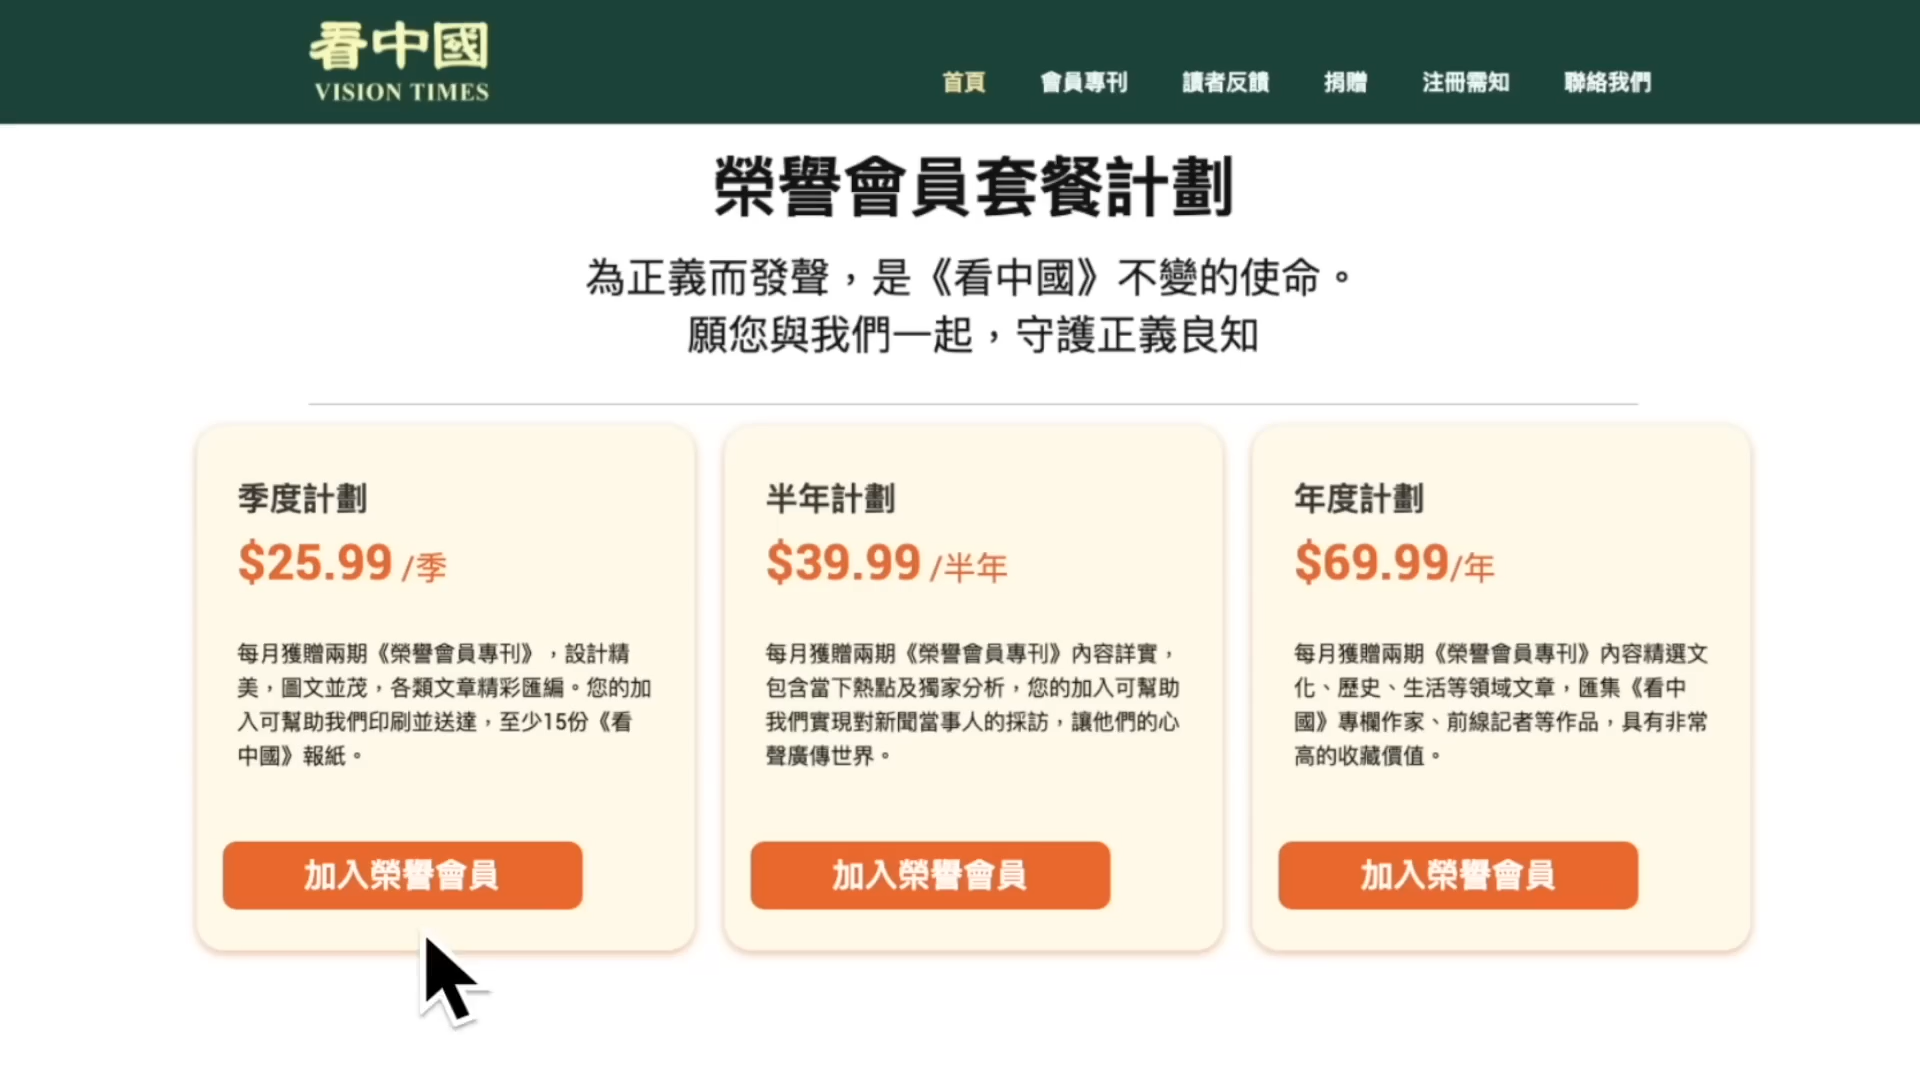 看中國
VISION TIMES
首頁 會員專刊 讀者反饋 捐贈 注冊需知 聯絡我們
榮譽會員套餐計劃
為正義而發聲，是《看中國》不變的使命。
願您與我們一起，守護正義良知
季度計劃
$25.99 /季
每月獲贈兩期《榮譽會員專刊》，設計精
美，圖文並茂，各類文章精彩匯編。您的加
入可幫助我們印刷並送達，至少15份《看
中國》報紙。
加入榮譽會員
半年計劃
$39.99 /半年
每月獲贈兩期《榮譽會員專刊》內容詳實，
包含當下熱點及獨家分析，您的加入可幫助
我們實現對新聞當事人的採訪，讓他們的心
聲廣傳世界。
加入榮譽會員
年度計劃
$69.99/年
每月獲贈兩期《榮譽會員專刊》內容精選文
化、歷史、生活等領域文章，匯集《看中
國》專欄作家、前線記者等作品，具有非常
高的收藏價值。
加入榮譽會員